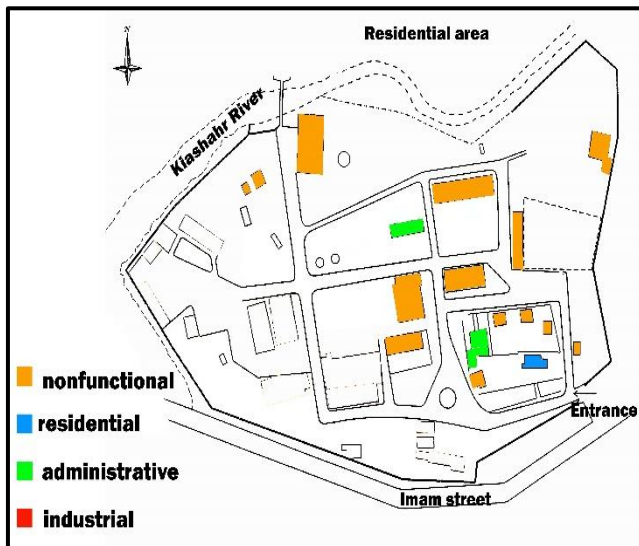 Residential area
Kiashahr River
Entrance
Imam street
nonfunctional
residential
administrative
industrial